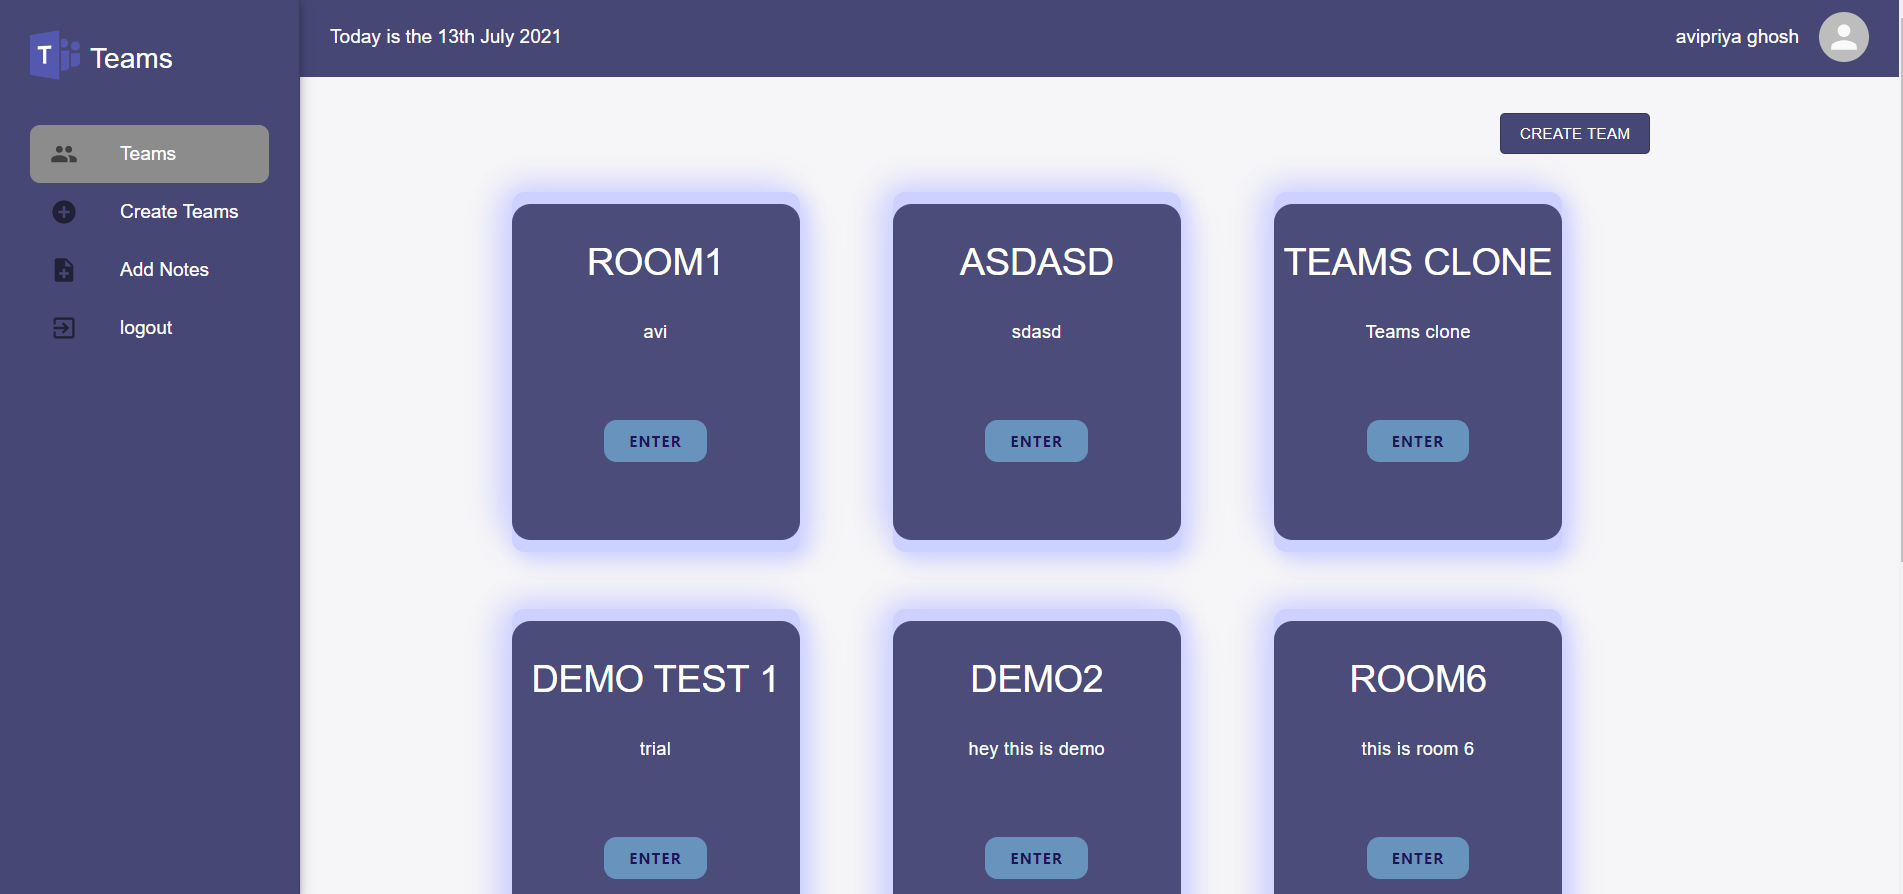 T Teams
Today is the 13th July 2021
avipriya ghosh
Teams
Create Teams
Add Notes
logout
CREATE TEAM
ROOM1
avi
ENTER
ASDASD
sdasd
ENTER
TEAMS CLONE
Teams clone
ENTER
DEMO TEST 1
trial
ENTER
DEMO2
hey this is demo
ENTER
ROOM6
this is room 6
ENTER